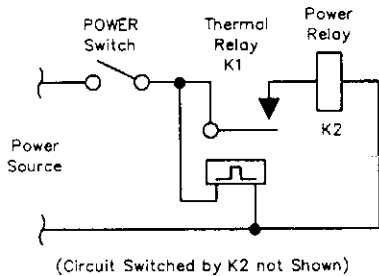 POWER
Switch
Thermal
Relay
K1
Power
Relay
K2
Power
Source
(Circuit Switched by K2 not Shown)